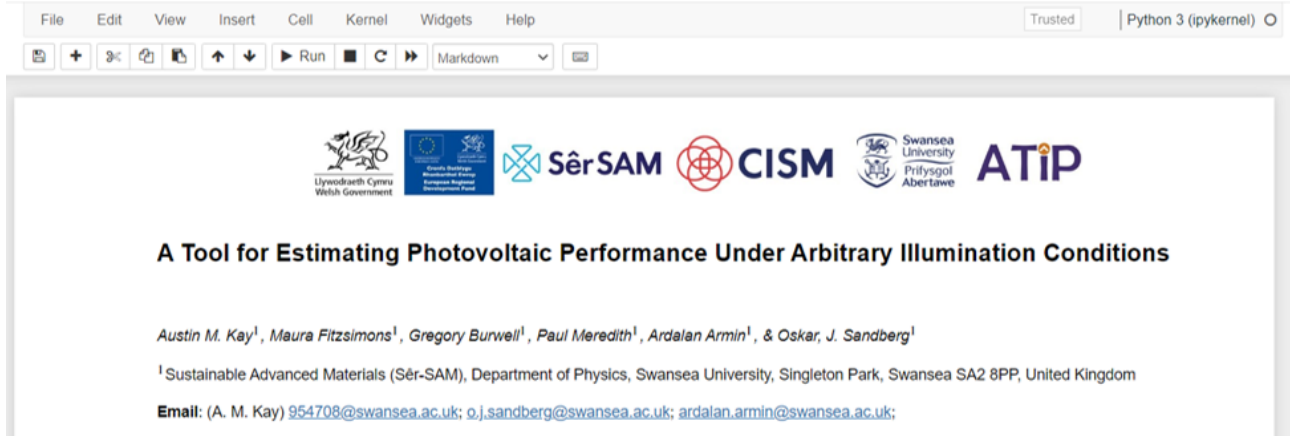 File Edit View Insert Cell Kernel Widgets Help Trusted Python 3 (ipykernel)
Run Markdown
Llywodraeth Cymru
Welsh Government
Cronfa Datblygu
Rhanbarthol Ewrop
European Regional
Development Fund
SêrSAM
CISM
Swansea
University
Prifysgol
Abertawe
ATiP
A Tool for Estimating Photovoltaic Performance Under Arbitrary Illumination Conditions
Austin M. Kay¹, Maura Fitzsimons¹, Gregory Burwell¹, Paul Meredith¹, Ardalan Armin¹, & Oskar, J. Sandberg¹
¹ Sustainable Advanced Materials (Sêr-SAM), Department of Physics, Swansea University, Singleton Park, Swansea SA2 8PP, United Kingdom
Email: (A. M. Kay) 954708@swansea.ac.uk; o.j.sandberg@swansea.ac.uk; ardalan.armin@swansea.ac.uk;